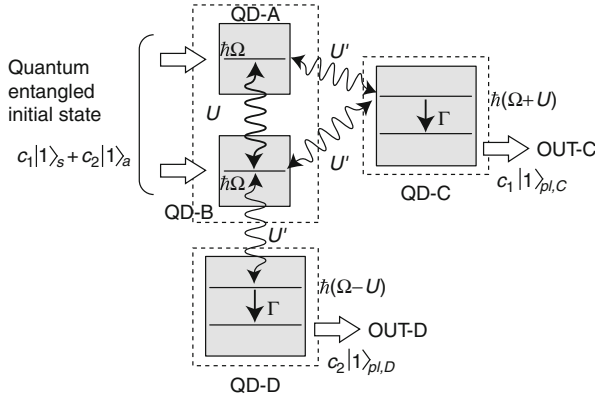 QD-A
ħΩ
U'
Quantum
entangled
initial state
c₁|1⟩ₛ + c₂|1⟩ₐ
U
ħ(Ω+U)
Γ
U'
ħΩ
OUT-C
QD-B
QD-C
c₁|1⟩pl,C
U'
ħ(Ω−U)
Γ
OUT-D
c₂|1⟩pl,D
QD-D